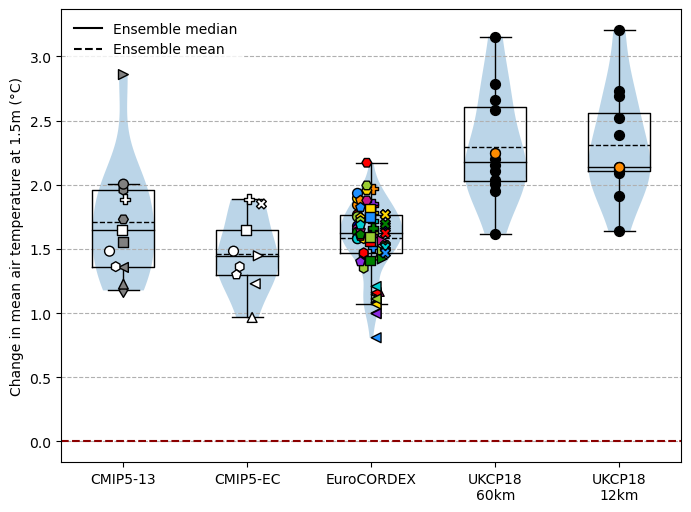 Ensemble median
Ensemble mean
Change in mean air temperature at 1.5m (°C)
3.0
2.5
2.0
1.5
1.0
0.5
0.0
CMIP5-13
CMIP5-EC
EuroCORDEX
UKCP18
60km
UKCP18
12km